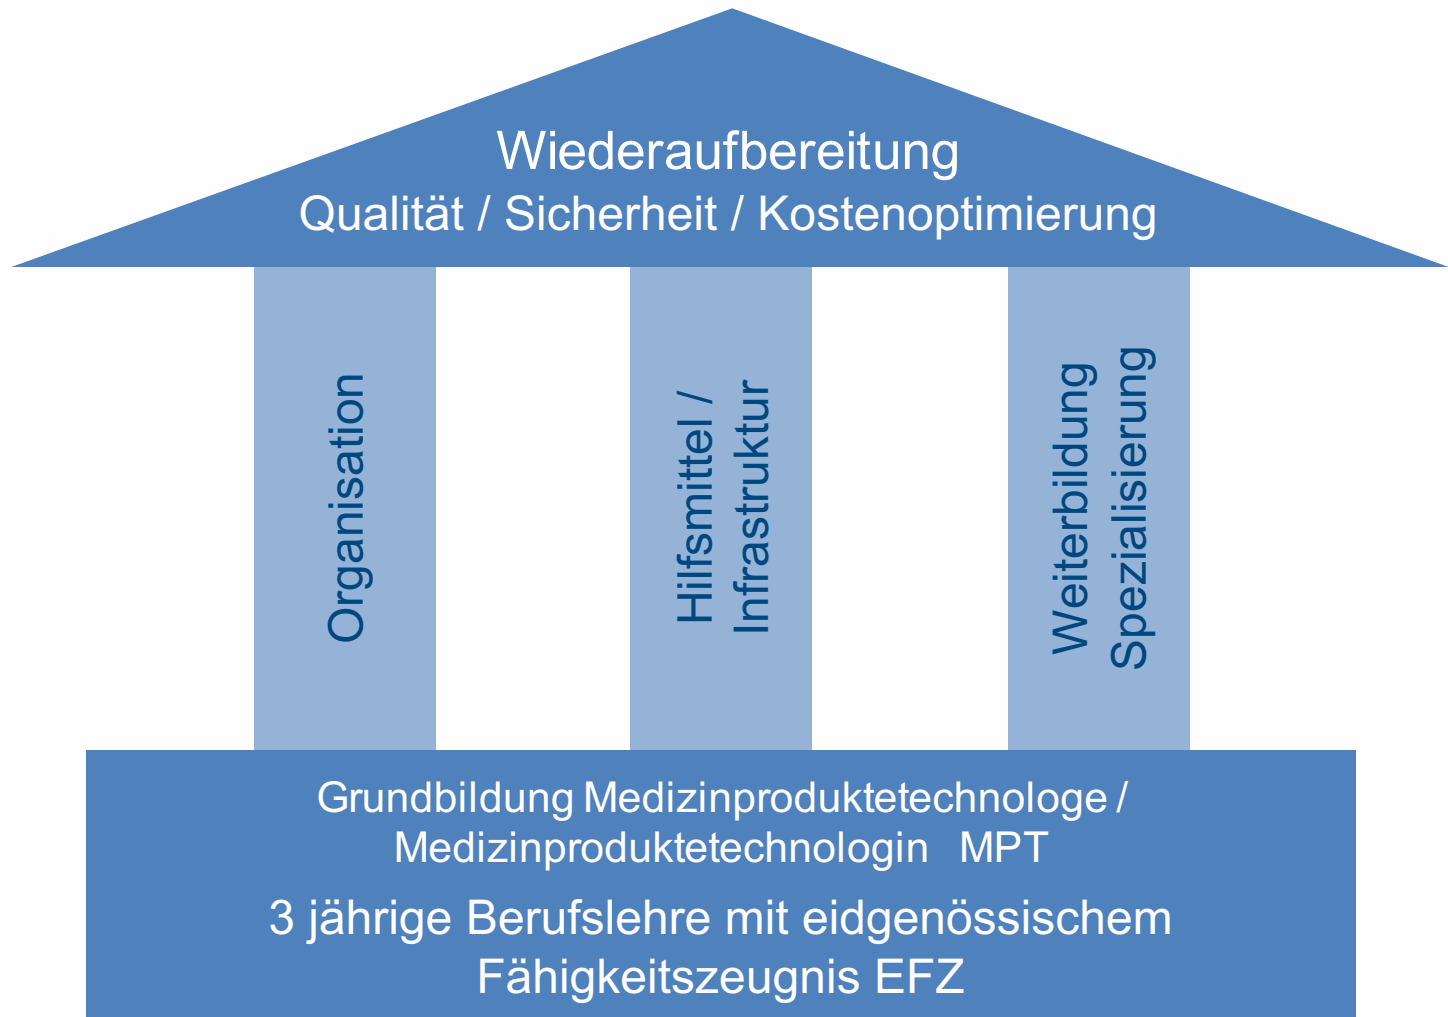 Wiederaufbereitung
Qualität / Sicherheit / Kostenoptimierung
Organisation
Hilfsmittel /
Infrastruktur
Weiterbildung
Spezialisierung
Grundbildung Medizinproduktetechnologe /
Medizinproduktetechnologin MPT
3 jährige Berufslehre mit eidgenössischem
Fähigkeitszeugnis EFZ